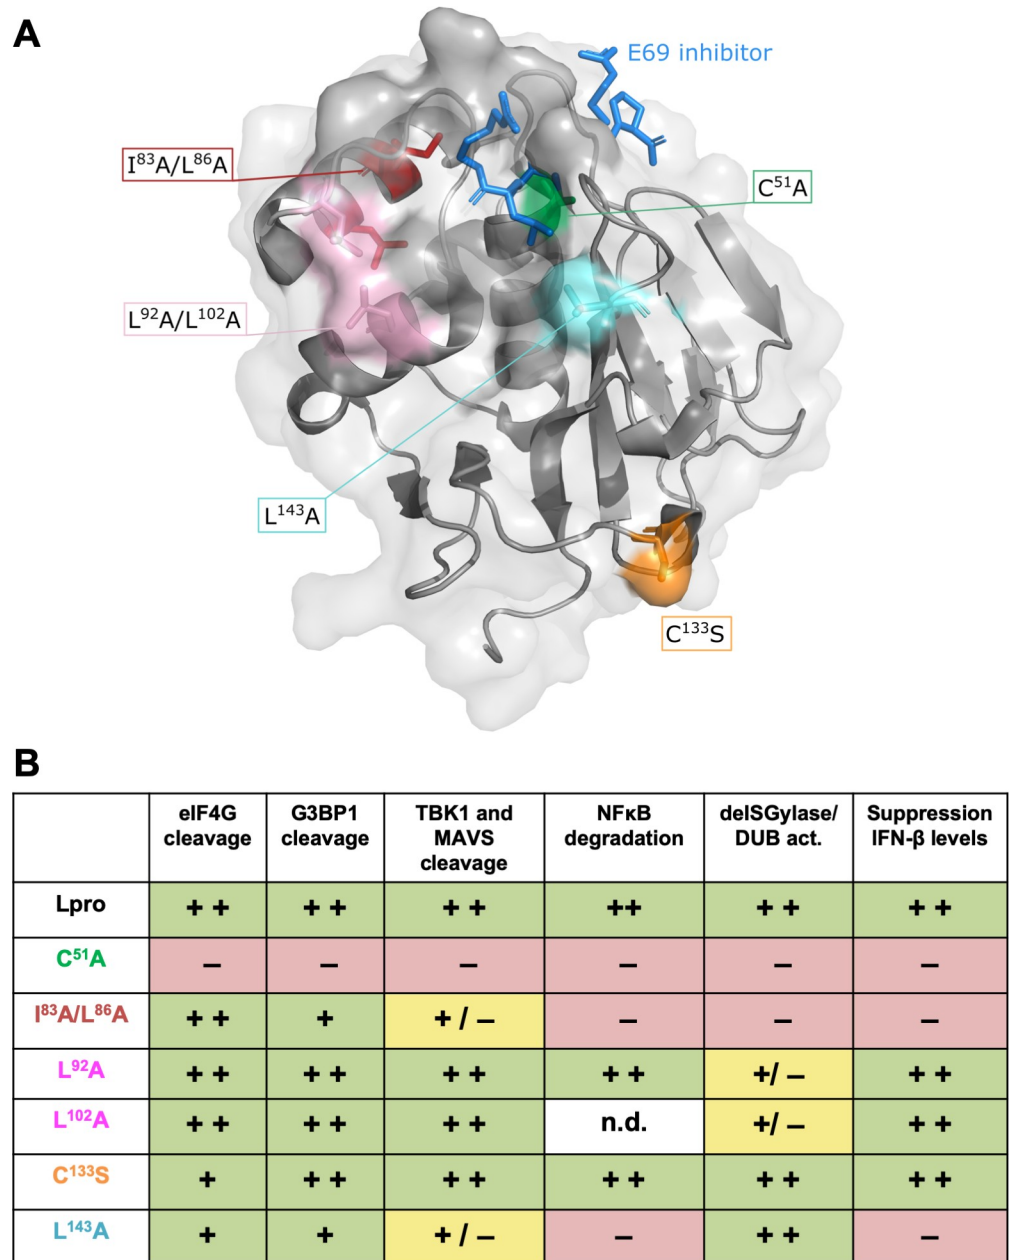 A
E69 inhibitor
I⁸³A/L⁸⁶A
C⁵¹A
L⁹²A/L¹⁰²A
L¹⁴³A
C¹³³S
B
eIF4G cleavage
G3BP1 cleavage
TBK1 and MAVS cleavage
NFκB degradation
deISGylase/ DUB act.
Suppression IFN-β levels
Lpro ++ ++ ++ ++ ++ ++
C⁵¹A – – – – – –
I⁸³A/L⁸⁶A ++ + +/– – – –
L⁹²A ++ ++ ++ ++ +/– ++
L¹⁰²A ++ ++ ++ n.d. +/– ++
C¹³³S + ++ ++ ++ ++ ++
L¹⁴³A + + +/– – ++ –